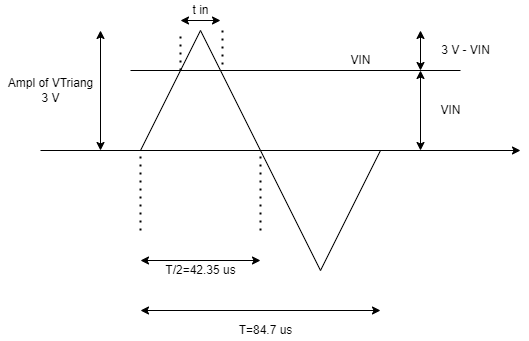 t in
3 V - VIN
VIN
Ampl of VTriang
3 V
VIN
T/2=42.35 us
T=84.7 us